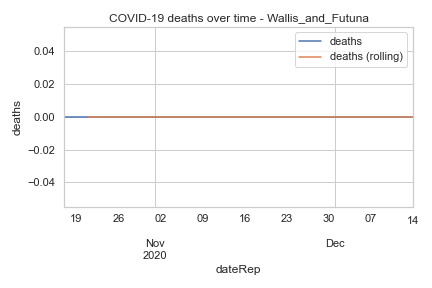 COVID-19 deaths over time - Wallis_and_Futuna
deaths
deaths (rolling)
0.04
0.02
0.00
−0.02
−0.04
deaths
19 26 02 09 16 23 30 07 14
Nov Dec
2020
dateRep